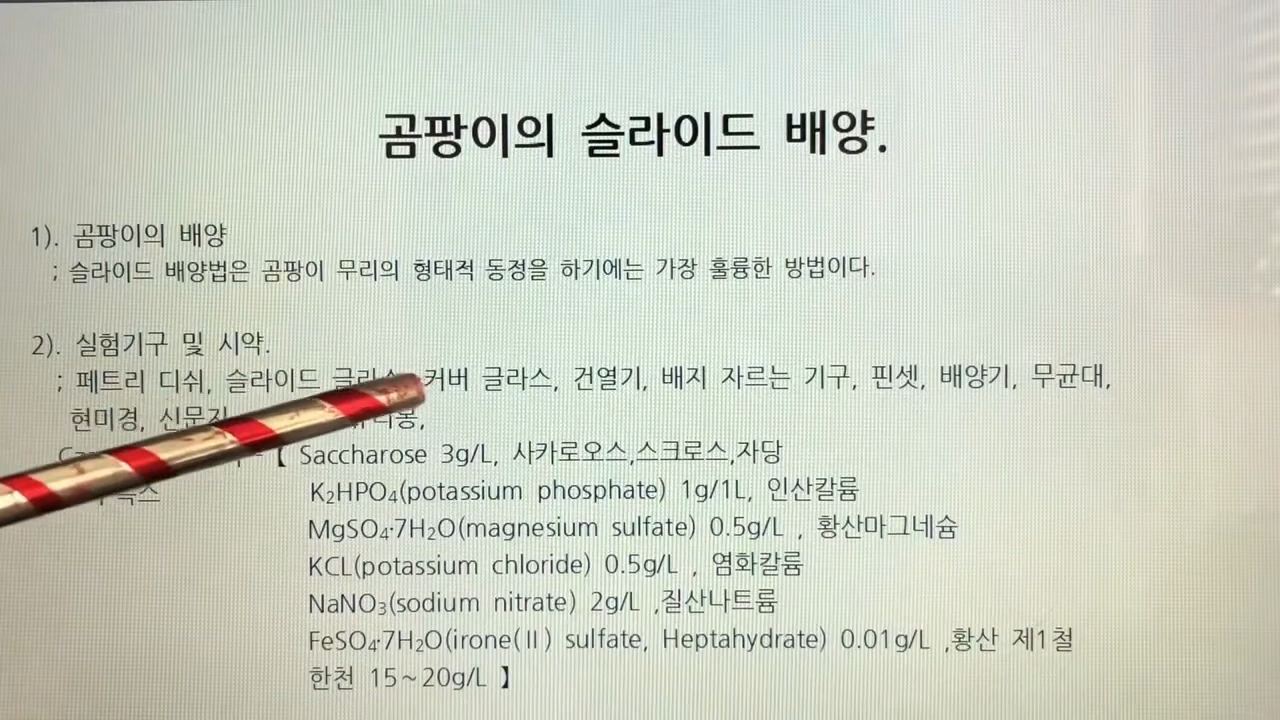 곰팡이의 슬라이드 배양.
1). 곰팡이의 배양
; 슬라이드 배양법은 곰팡이 무리의 형태적 동정을 하기에는 가장 훌륭한 방법이다.
2). 실험기구 및 시약.
; 페트리 디쉬, 슬라이드 글라스, 커버 글라스, 건열기, 배지 자르는 기구, 핀셋, 배양기, 무균대,
현미경, 신문지
【 Saccharose 3g/L, 사카로오스,스크로스,자당
K₂HPO₄(potassium phosphate) 1g/1L, 인산칼륨
MgSO₄·7H₂O(magnesium sulfate) 0.5g/L , 황산마그네슘
KCL(potassium chloride) 0.5g/L , 염화칼륨
NaNO₃(sodium nitrate) 2g/L ,질산나트륨
FeSO₄·7H₂O(irone(Ⅱ) sulfate, Heptahydrate) 0.01g/L ,황산 제1철
한천 15~20g/L 】